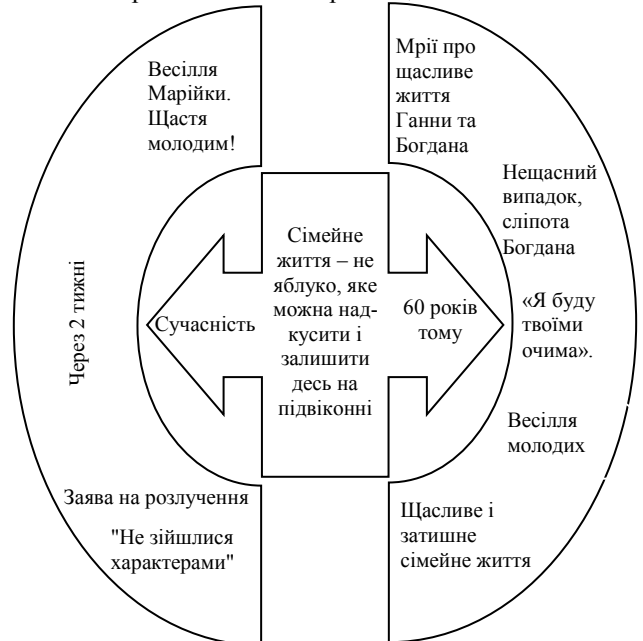 Весілля
Марійки.
Щастя
молодим!
Через 2 тижні
Заява на розлучення
"Не зійшлися
характерами"
Сучасність
Сімейне
життя – не
яблуко, яке
можна над-
кусити і
залишити
десь на
підвіконні
60 років
тому
Мрії про
щасливе
життя
Ганни та
Богдана
Нещасний
випадок,
сліпота
Богдана
«Я буду
твоїми
очима».
Весілля
молодих
Щасливе і
затишне
сімейне життя